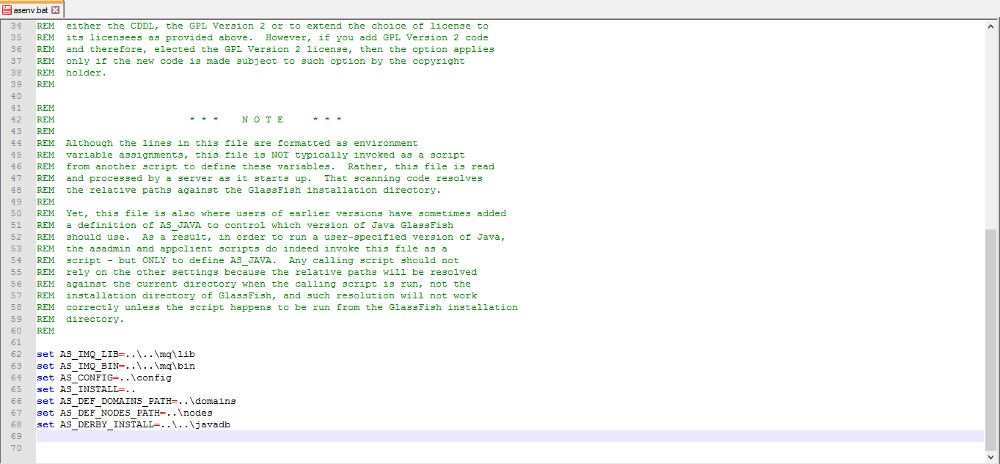 asenv.bat
34 REM  either the CDDL, the GPL Version 2 or to extend the choice of license to
35 REM  its licensees as provided above.  However, if you add GPL Version 2 code
36 REM  and therefore, elected the GPL Version 2 license, then the option applies
37 REM  only if the new code is made subject to such option by the copyright
38 REM  holder.
39 REM
40
41 REM
42 REM                       * * *    N O T E     * * *
43 REM
44 REM  Although the lines in this file are formatted as environment
45 REM  variable assignments, this file is NOT typically invoked as a script
46 REM  from another script to define these variables.  Rather, this file is read
47 REM  and processed by a server as it starts up.  That scanning code resolves
48 REM  the relative paths against the GlassFish installation directory.
49 REM
50 REM  Yet, this file is also where users of earlier versions have sometimes added
51 REM  a definition of AS_JAVA to control which version of Java GlassFish
52 REM  should use.  As a result, in order to run a user-specified version of Java,
53 REM  the asadmin and appclient scripts do indeed invoke this file as a
54 REM  script - but ONLY to define AS_JAVA.  Any calling script should not
55 REM  rely on the other settings because the relative paths will be resolved
56 REM  against the current directory when the calling script is run, not the
57 REM  installation directory of GlassFish, and such resolution will not work
58 REM  correctly unless the script happens to be run from the GlassFish installation
59 REM  directory.
60 REM
61
62 set AS_IMQ_LIB=..\..\mq\lib
63 set AS_IMQ_BIN=..\..\mq\bin
64 set AS_CONFIG=..\config
65 set AS_INSTALL=..
66 set AS_DEF_DOMAINS_PATH=..\domains
67 set AS_DEF_NODES_PATH=..\nodes
68 set AS_DERBY_INSTALL=..\..\javadb
69
70